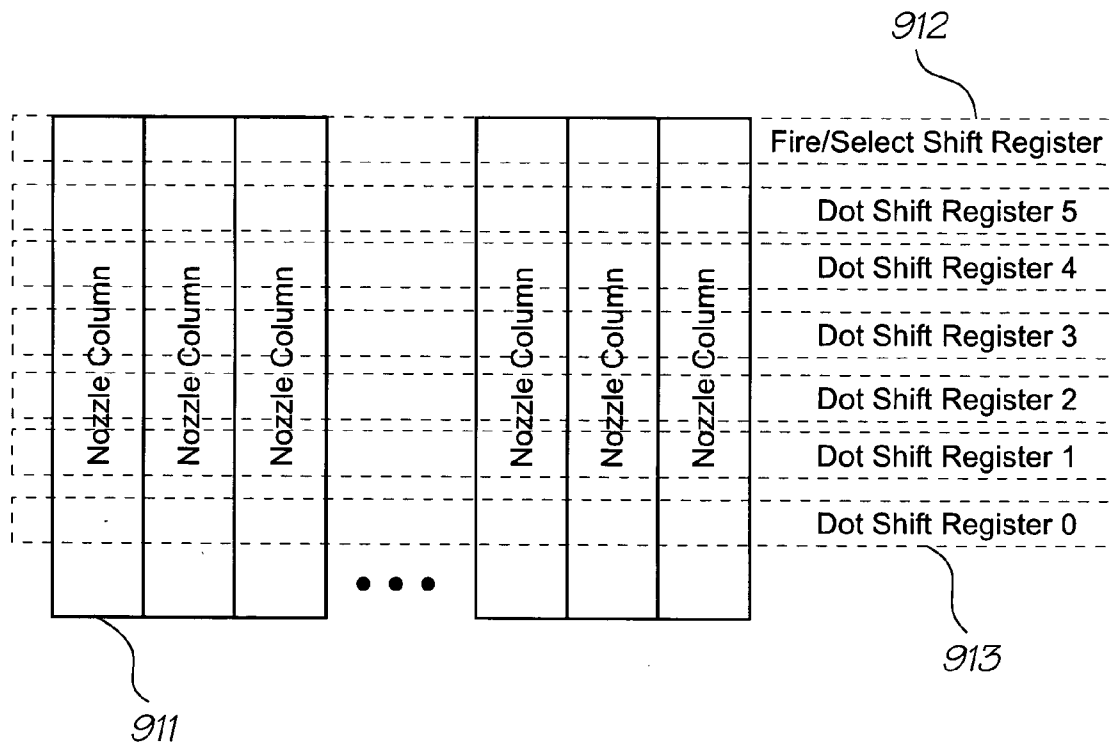 912
Fire/Select Shift Register
Dot Shift Register 5
Dot Shift Register 4
Dot Shift Register 3
Dot Shift Register 2
Dot Shift Register 1
Dot Shift Register 0
Nozzle Column
Nozzle Column
Nozzle Column
Nozzle Column
Nozzle Column
Nozzle Column
913
911